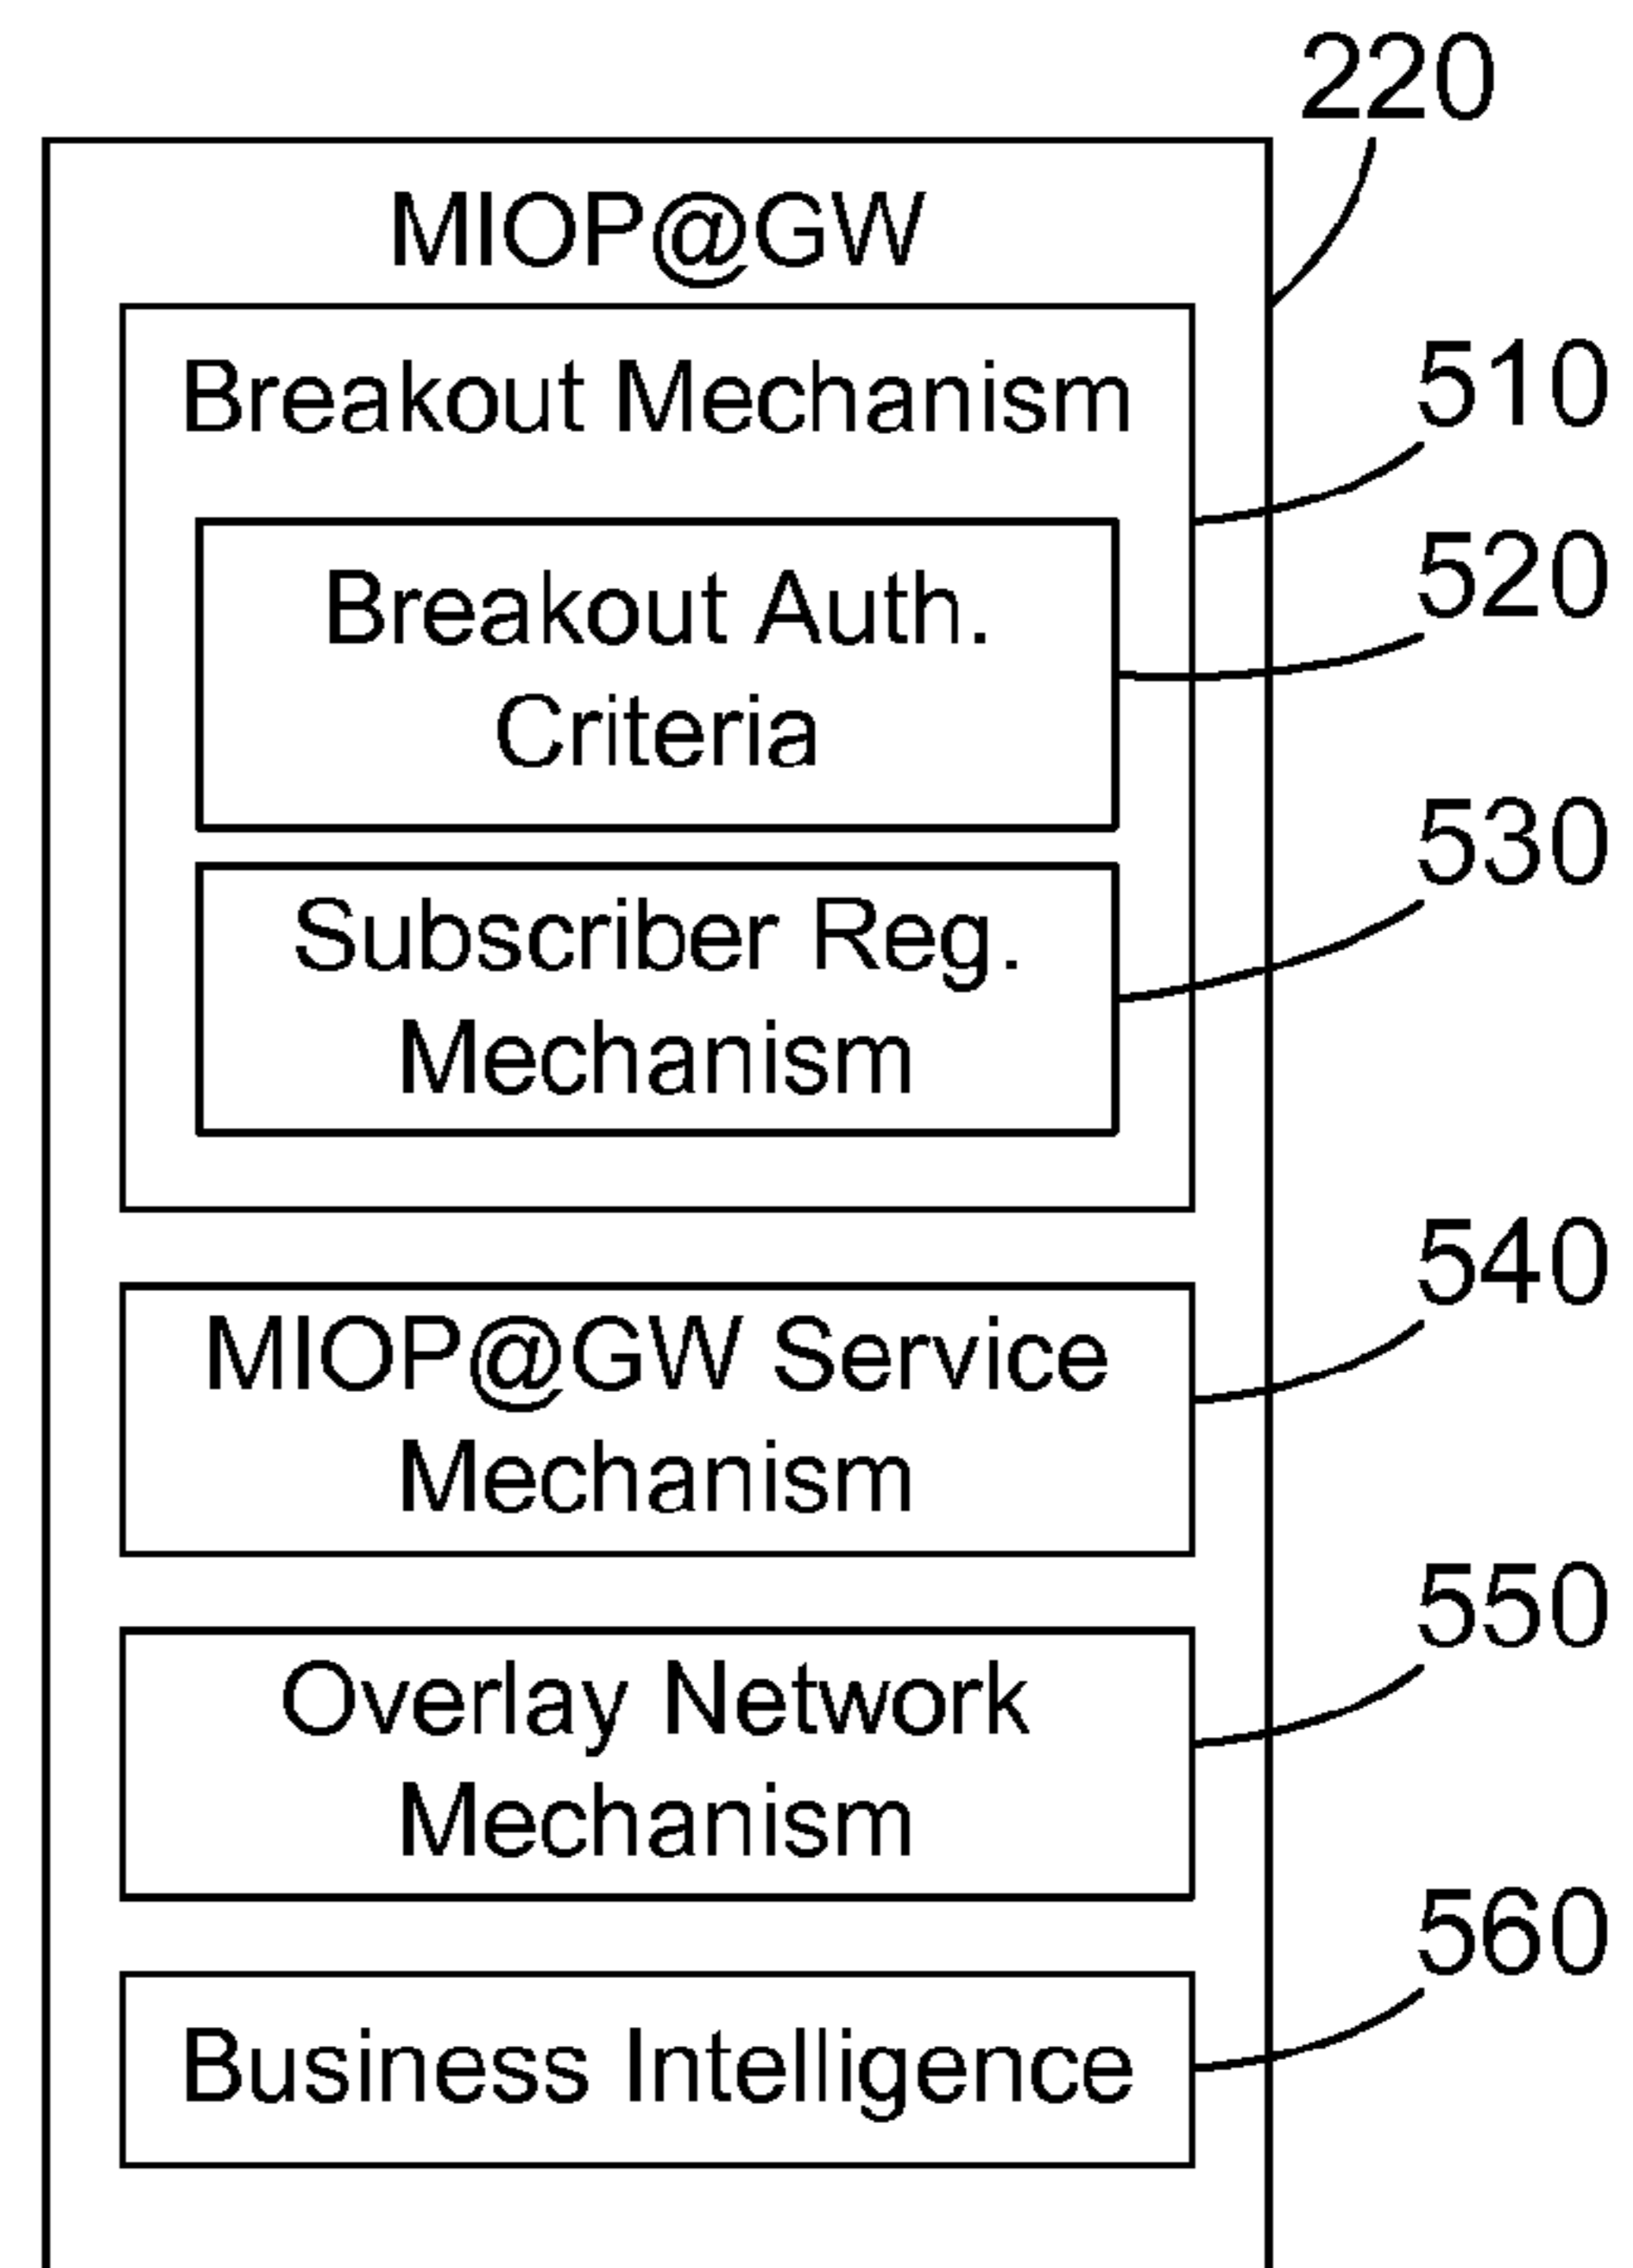 220
MIOP@GW
Breakout Mechanism
510
Breakout Auth.
Criteria
520
Subscriber Reg.
Mechanism
530
MIOP@GW Service
Mechanism
540
Overlay Network
Mechanism
550
Business Intelligence
560